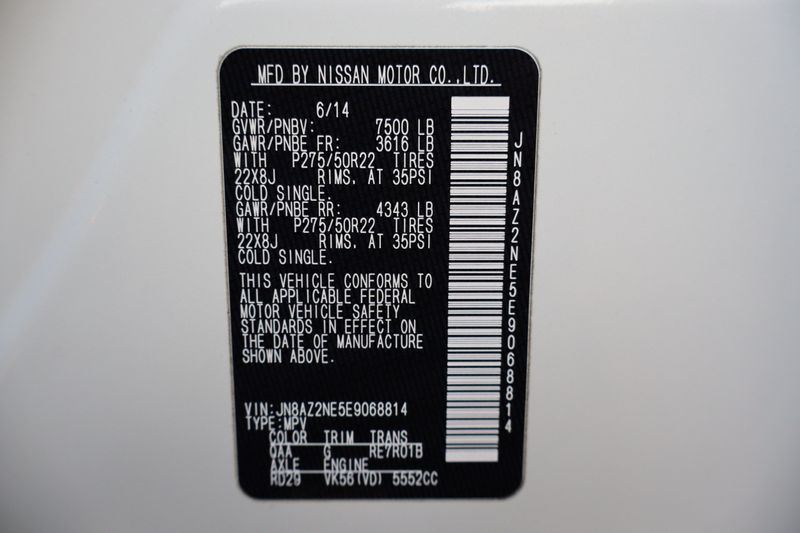 MFD BY NISSAN MOTOR CO.,LTD.
DATE: 6/14
GVWR/PNBV: 7500 LB
GAWR/PNBE FR: 3616 LB
WITH P275/50R22 TIRES
22X8J RIMS, AT 35PSI
COLD SINGLE.
GAWR/PNBE RR: 4343 LB
WITH P275/50R22 TIRES
22X8J RIMS, AT 35PSI
COLD SINGLE.
THIS VEHICLE CONFORMS TO
ALL APPLICABLE FEDERAL
MOTOR VEHICLE SAFETY
STANDARDS IN EFFECT ON
THE DATE OF MANUFACTURE
SHOWN ABOVE.
VIN:JN8AZ2NE5E9068814
TYPE:MPV
COLOR TRIM TRANS
QAA G RE7R01B
AXLE ENGINE
RD29 VK56(VD) 5552CC
JN8AZ2NE5E9068814